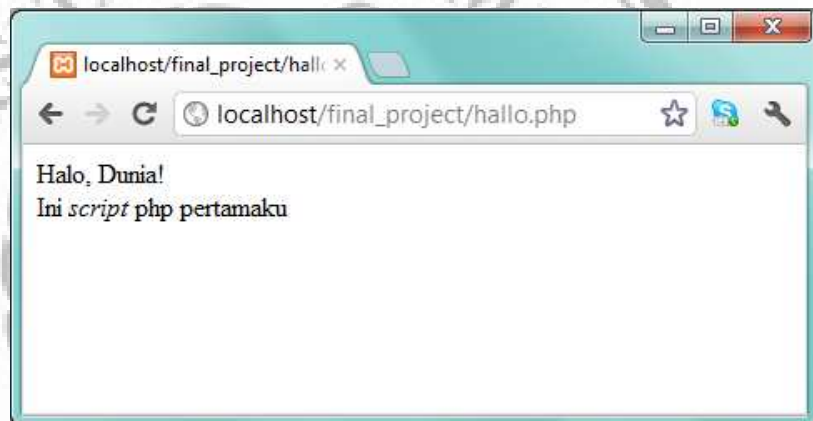 localhost/final_project/hall
localhost/final_project/hallo.php
Halo, Dunia!
Ini script php pertamaku